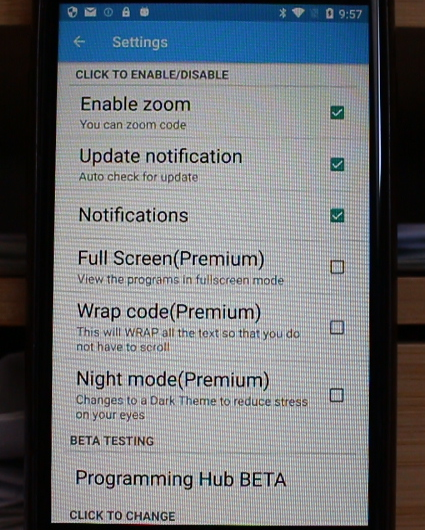 9:57
Settings
CLICK TO ENABLE/DISABLE
Enable zoom
You can zoom code
Update notification
Auto check for update
Notifications
Full Screen(Premium)
View the programs in fullscreen mode
Wrap code(Premium)
This will WRAP all the text so that you do
not have to scroll
Night mode(Premium)
Changes to a Dark Theme to reduce stress
on your eyes
BETA TESTING
Programming Hub BETA
CLICK TO CHANGE